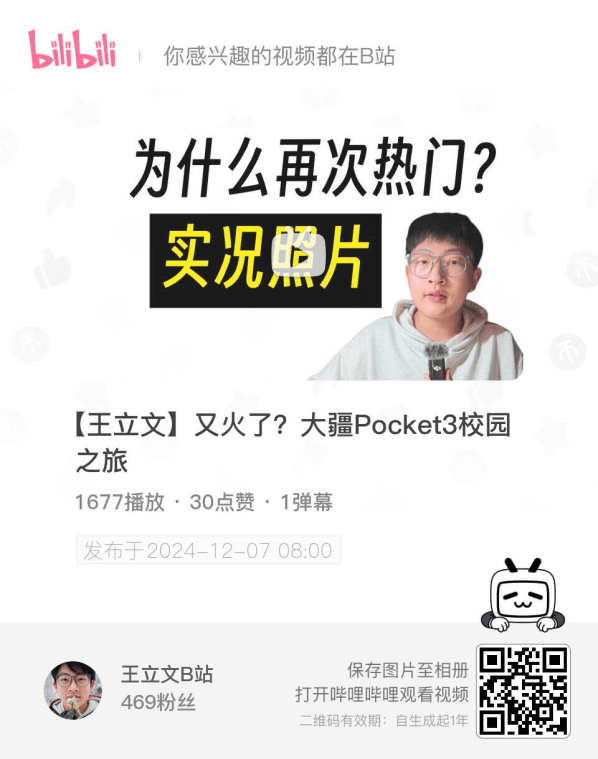 bilibili
你感兴趣的视频都在B站
为什么再次热门?
实况照片
【王立文】又火了？大疆Pocket3校园
之旅
1677播放 · 30点赞 · 1弹幕
发布于2024-12-07 08:00
王立文B站
469粉丝
保存图片至相册
打开哔哩哔哩观看视频
二维码有效期：自生成起1年